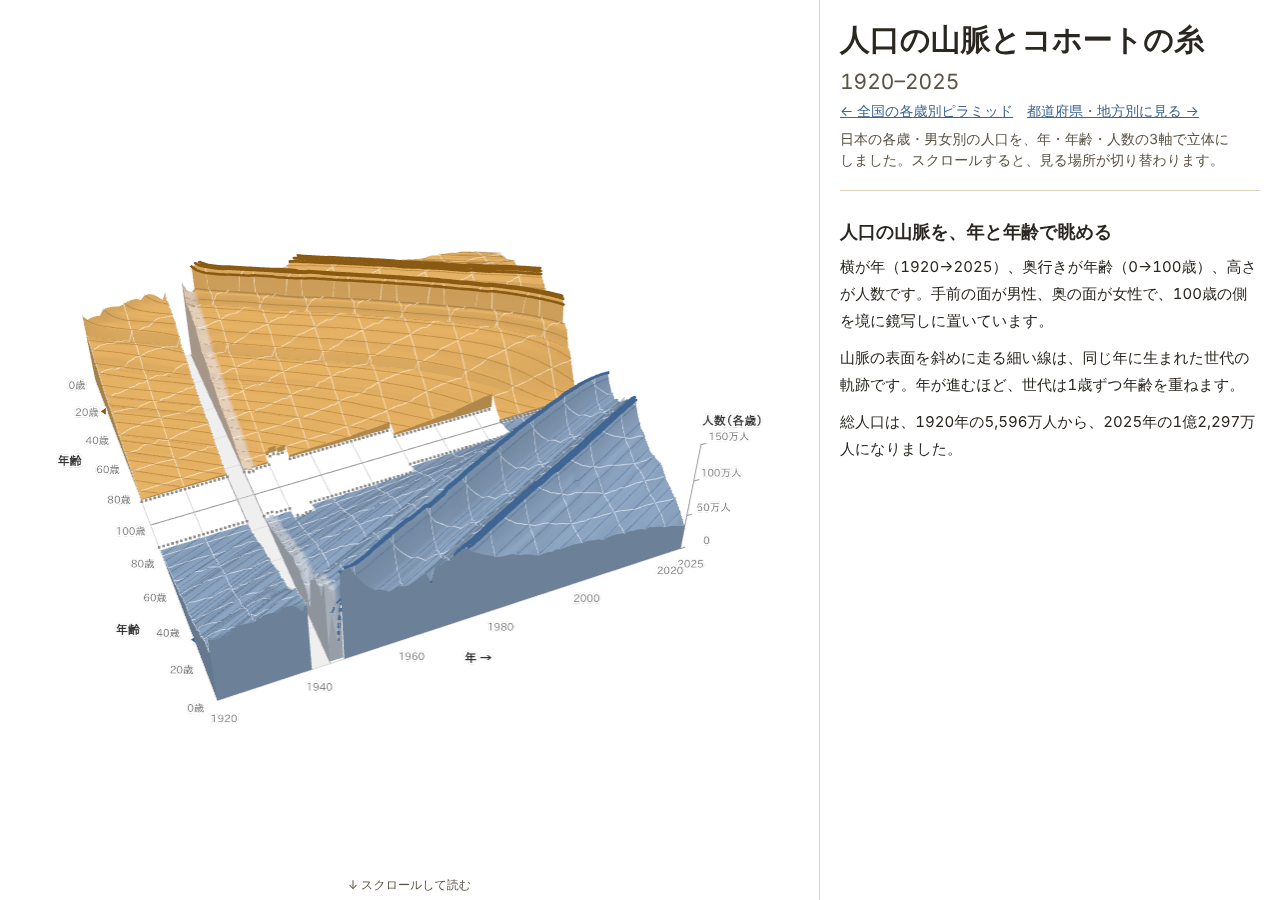 人口の山脈とコホートの糸
1920–2025
← 全国の各歳別ピラミッド 都道府県・地方別に見る →
日本の各歳・男女別の人口を、年・年齢・人数の3軸で立体に
しました。スクロールすると、見る場所が切り替わります。
人口の山脈を、年と年齢で眺める
横が年（1920→2025）、奥行きが年齢（0→100歳）、高さ
が人数です。手前の面が男性、奥の面が女性で、100歳の側
を境に鏡写しに置いています。
山脈の表面を斜めに走る細い線は、同じ年に生まれた世代の
軌跡です。年が進むほど、世代は1歳ずつ年齢を重ねます。
総人口は、1920年の5,596万人から、2025年の1億2,297万
人になりました。
0歳
20歳
40歳
年齢
60歳
80歳
100歳
80歳
60歳
年齢
40歳
20歳
0歳
1920
1940
1960
年 →
1980
2000
2020
2025
人数（各歳）
150万人
100万人
50万人
0
↓ スクロールして読む